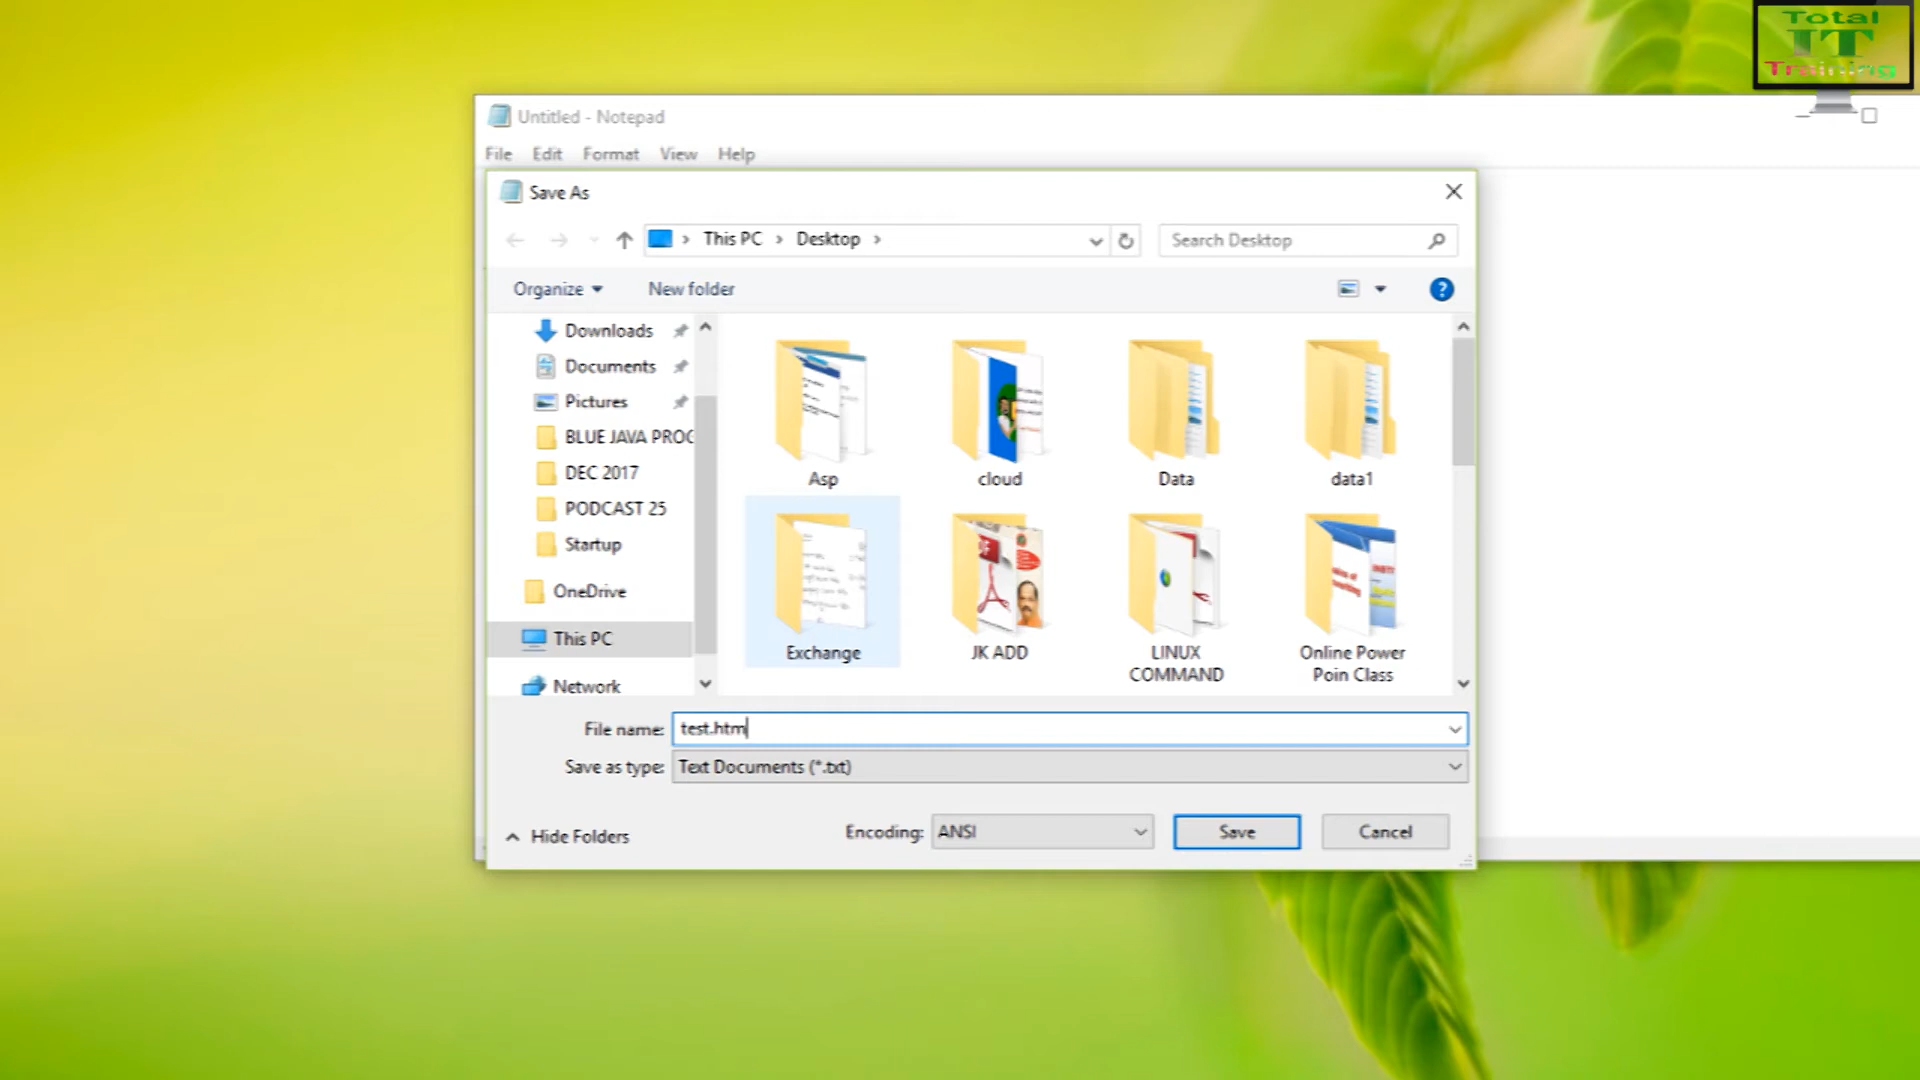 Total
IT
Training
Untitled - Notepad
File Edit Format View Help
Save As
This PC Desktop
Search Desktop
Organize New folder
Downloads
Documents
Pictures
BLUE JAVA PROG
DEC 2017
PODCAST 25
Startup
OneDrive
This PC
Network
Asp cloud Data data1
Exchange JK ADD LINUX COMMAND Online Power Poin Class
File name: test.htm
Save as type: Text Documents (*.txt)
Hide Folders Encoding: ANSI Save Cancel